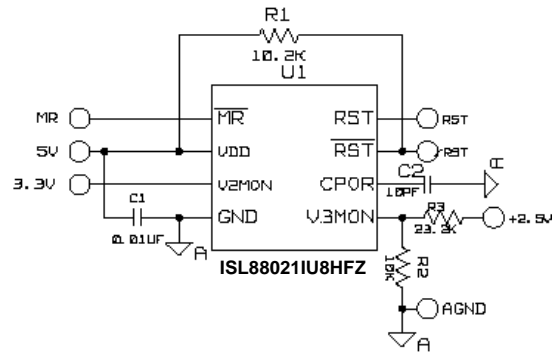 R1
10.2K
U1
MR
MR
RST
RST
5V
VDD
RST
RST
3.3V
V2MON
CPOR
C2
10PF
A
C1
0.01UF
GND
V3MON
R3
23.2K
+2.5V
A
ISL88021IU8HFZ
R2
10K
AGND
A